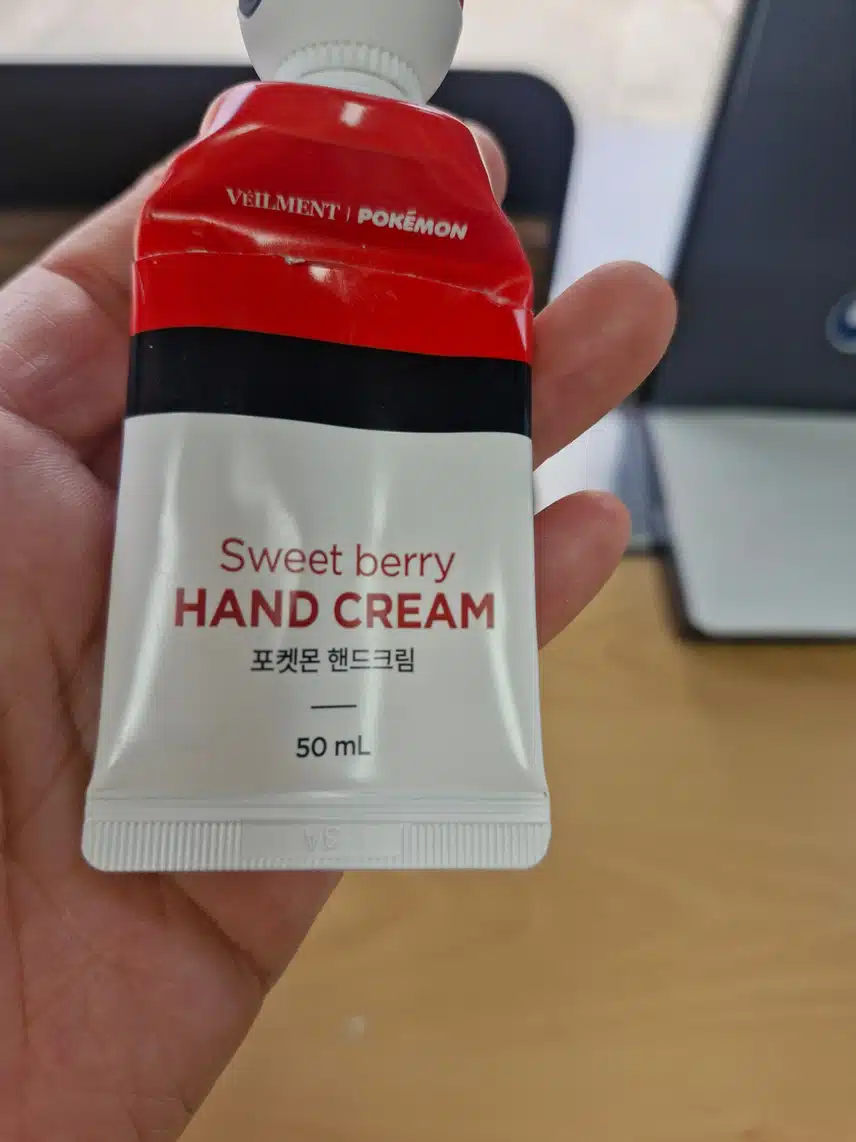 VEILMENT | POKÉMON
Sweet berry
HAND CREAM
포켓몬 핸드크림
50 mL